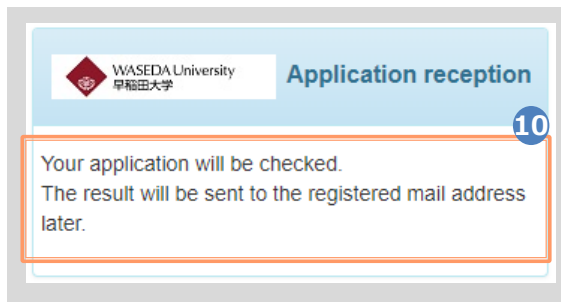 WASEDA University
早稲田大学
Application reception
10
Your application will be checked.
The result will be sent to the registered mail address
later.